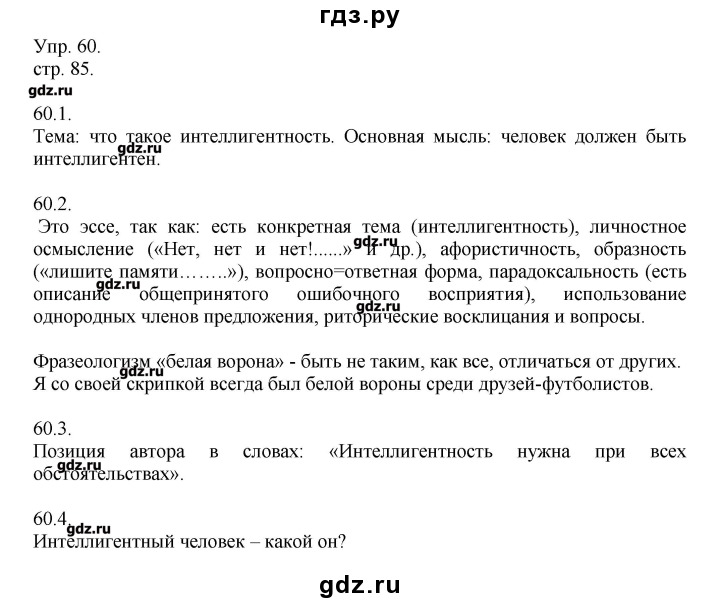 гдз.ру
Упр. 60.
стр. 85.
gdz.ru
60.1.
Тема: что такое интеллигентность. Основная мысль: человек должен быть
gdz.ru
интеллигентен.
60.2.
Это эссе, так как: есть конкретная тема (интеллигентность), личностное
gdz.ru
осмысление («Нет, нет и нет!......» и др.), афористичность, образность
(«лишите памяти……..»), вопросно=ответная форма, парадоксальность (есть
gdz.ru
описание общепринятого ошибочного восприятия), использование
gdz.ru
однородных членов предложения, риторические восклицания и вопросы.
Фразеологизм «белая ворона» - быть не таким, как все, отличаться от других.
gdz.ru
Я со своей скрипкой всегда был белой вороны среди друзей-футболистов.
60.3.
Позиция автора в словах: «Интеллигентность нужна при всех
gdz.ru
обстоятельствах».
60.4.
gdz.ru
Интеллигентный человек – какой он?
gdz.ru